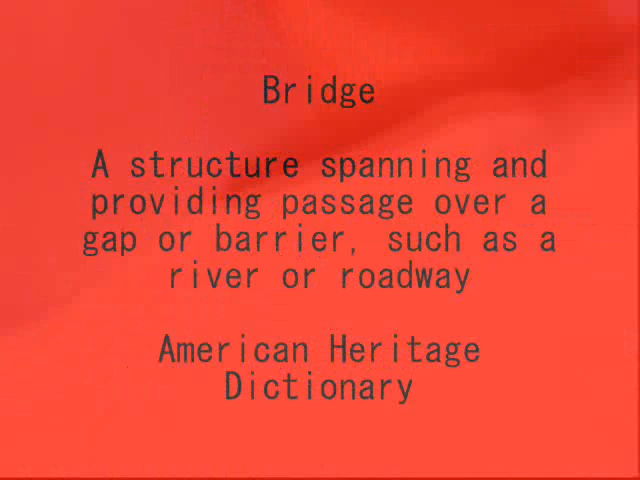 Bridge
A structure spanning and
providing passage over a
gap or barrier, such as a
river or roadway
American Heritage
Dictionary